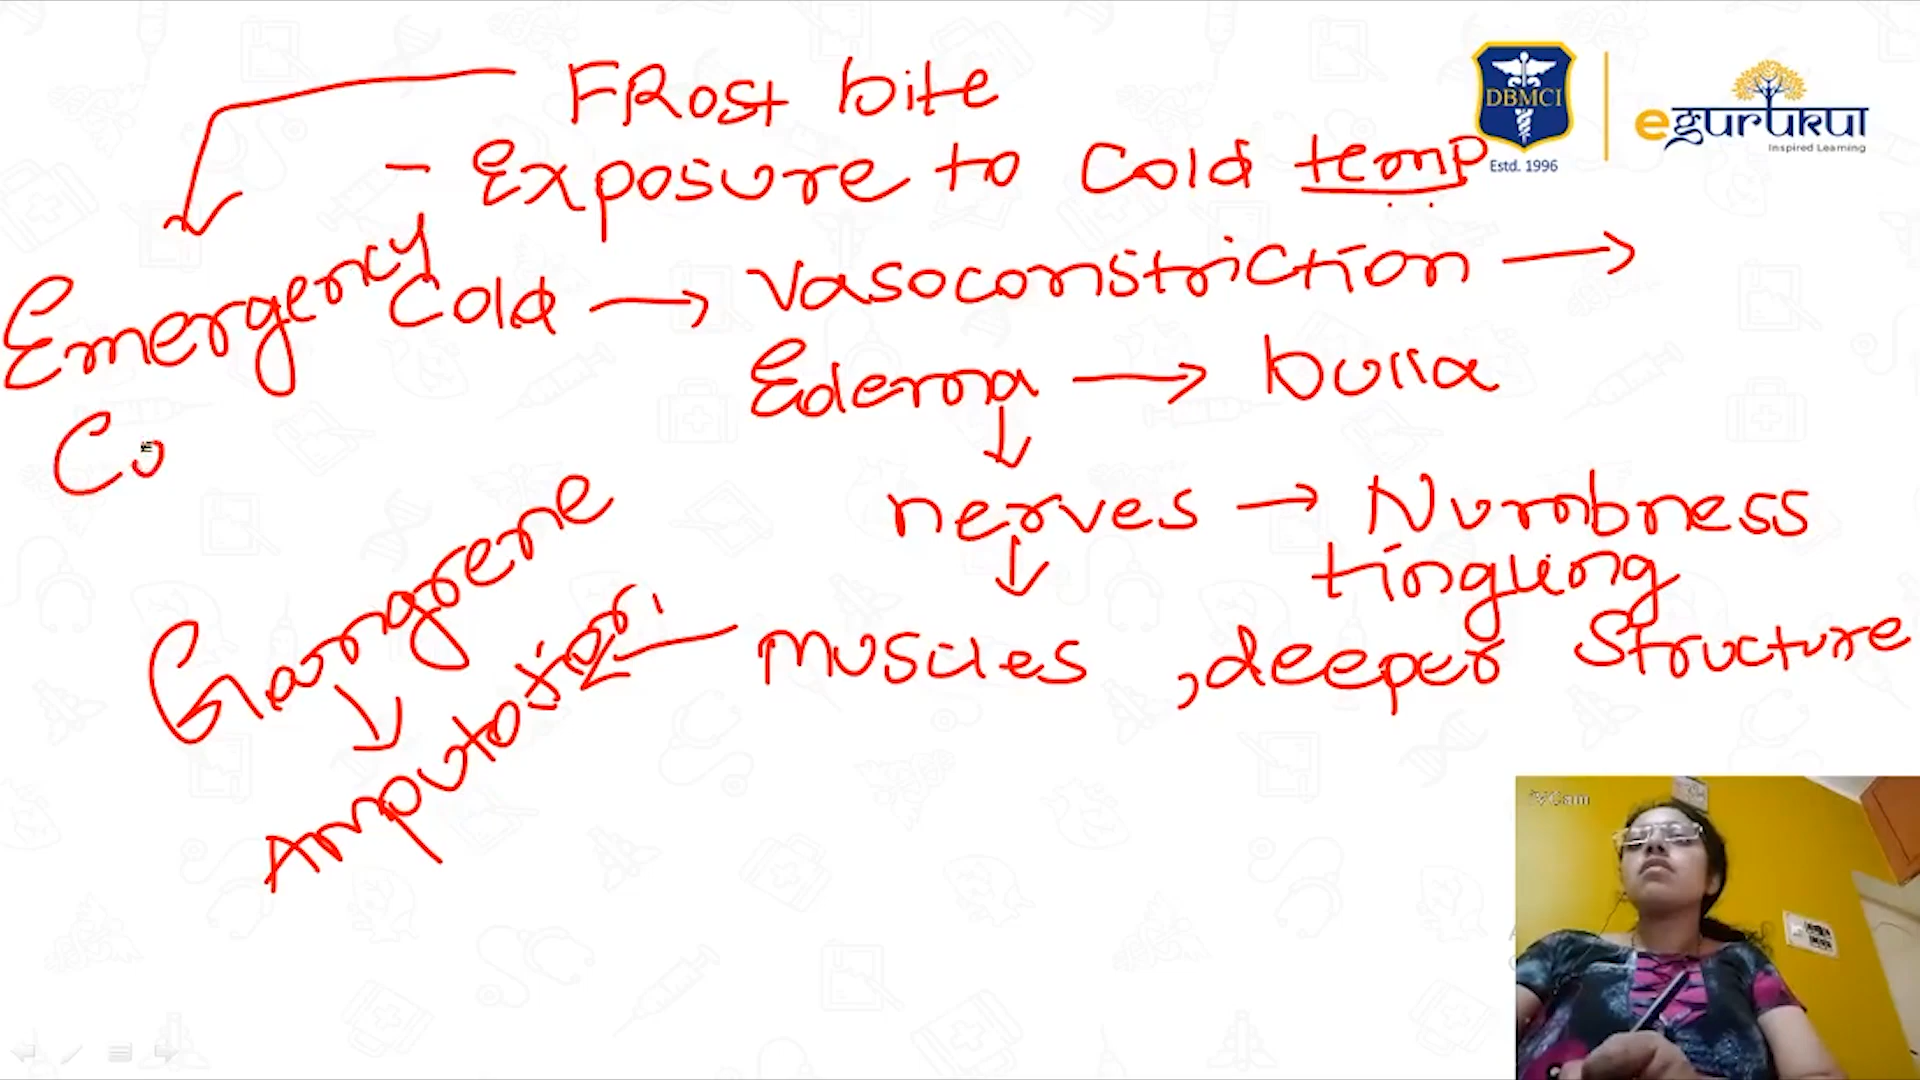 FRost bite
- Exposure to cold temp
Emergency
Cold → Vasoconstriction →
Edema → bulla
Co
nerves → Numbness
tingling
Gangrene
Muscles , deeper Structure
Amputation
DBMCI
Estd. 1996
egurukul
Inspired Learning